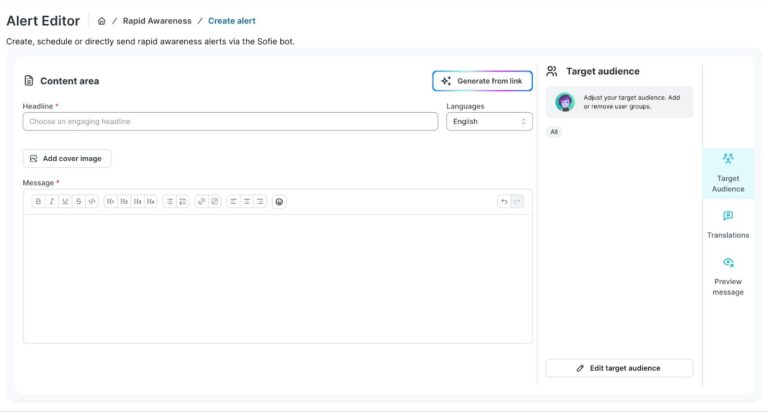 Alert Editor / Rapid Awareness / Create alert
Create, schedule or directly send rapid awareness alerts via the Sofie bot.
Content area
Generate from link
Headline *
Languages
Choose an engaging headline
English
Add cover image
Message *
B I U S </> H1 H2 H3 H4
Target audience
Adjust your target audience. Add
or remove user groups.
All
Edit target audience
Target
Audience
Translations
Preview
message